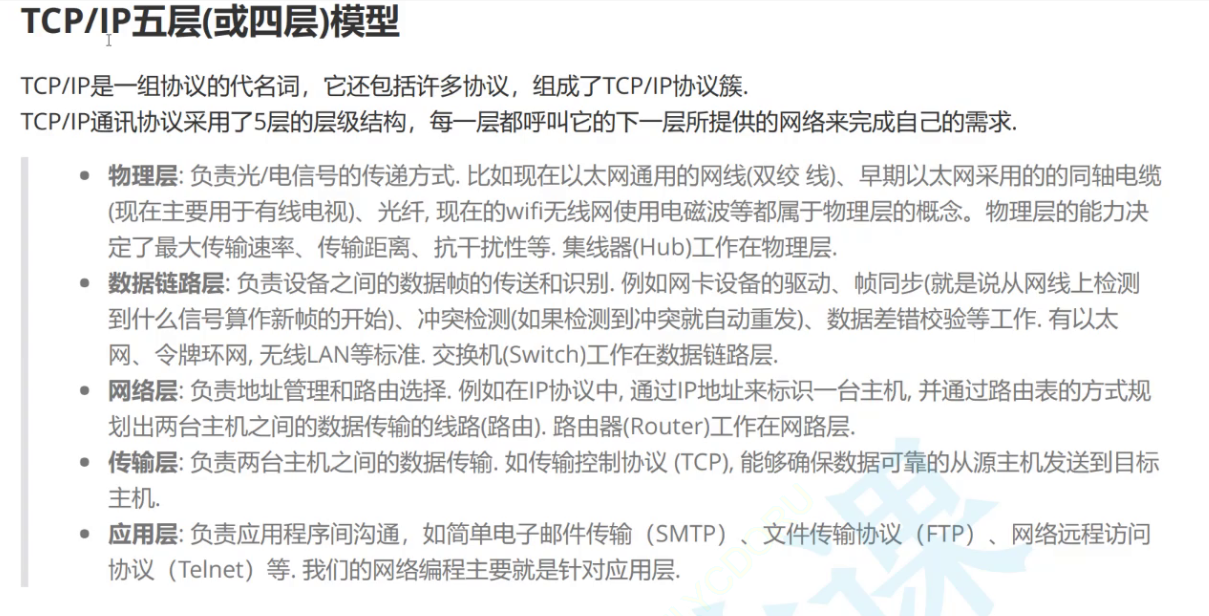 TCP/IP五层(或四层)模型
TCP/IP是一组协议的代名词，它还包括许多协议，组成了TCP/IP协议簇.
TCP/IP通讯协议采用了5层的层级结构，每一层都呼叫它的下一层所提供的网络来完成自己的需求.
• 物理层: 负责光/电信号的传递方式. 比如现在以太网通用的网线(双绞 线)、早期以太网采用的的同轴电缆
(现在主要用于有线电视)、光纤, 现在的wifi无线网使用电磁波等都属于物理层的概念。物理层的能力决
定了最大传输速率、传输距离、抗干扰性等. 集线器(Hub)工作在物理层.
• 数据链路层: 负责设备之间的数据帧的传送和识别. 例如网卡设备的驱动、帧同步(就是说从网线上检测
到什么信号算作新帧的开始)、冲突检测(如果检测到冲突就自动重发)、数据差错校验等工作. 有以太
网、令牌环网, 无线LAN等标准. 交换机(Switch)工作在数据链路层.
• 网络层: 负责地址管理和路由选择. 例如在IP协议中, 通过IP地址来标识一台主机, 并通过路由表的方式规
划出两台主机之间的数据传输的线路(路由). 路由器(Router)工作在网路层.
• 传输层: 负责两台主机之间的数据传输. 如传输控制协议 (TCP), 能够确保数据可靠的从源主机发送到目标
主机.
• 应用层: 负责应用程序间沟通，如简单电子邮件传输（SMTP）、文件传输协议（FTP）、网络远程访问
协议（Telnet）等. 我们的网络编程主要就是针对应用层.
课